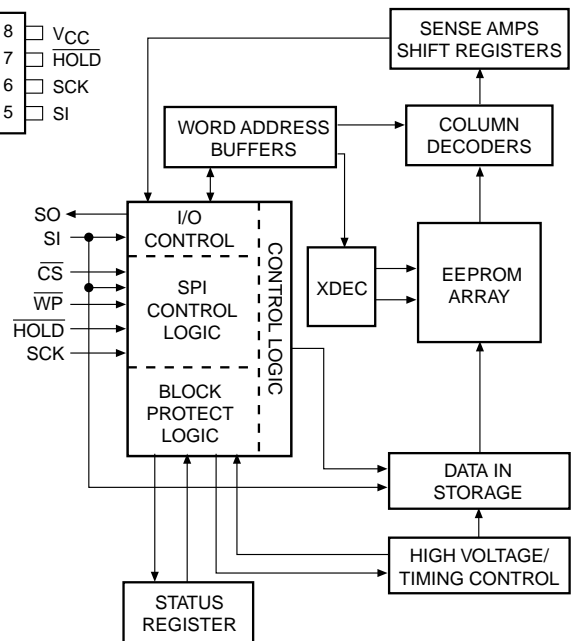 8 VCC
7 HOLD
6 SCK
5 SI
SENSE AMPS
SHIFT REGISTERS
WORD ADDRESS
BUFFERS
COLUMN
DECODERS
SO
SI
CS
WP
HOLD
SCK
I/O
CONTROL
SPI
CONTROL
LOGIC
BLOCK
PROTECT
LOGIC
CONTROL LOGIC
XDEC
EEPROM
ARRAY
DATA IN
STORAGE
HIGH VOLTAGE/
TIMING CONTROL
STATUS
REGISTER